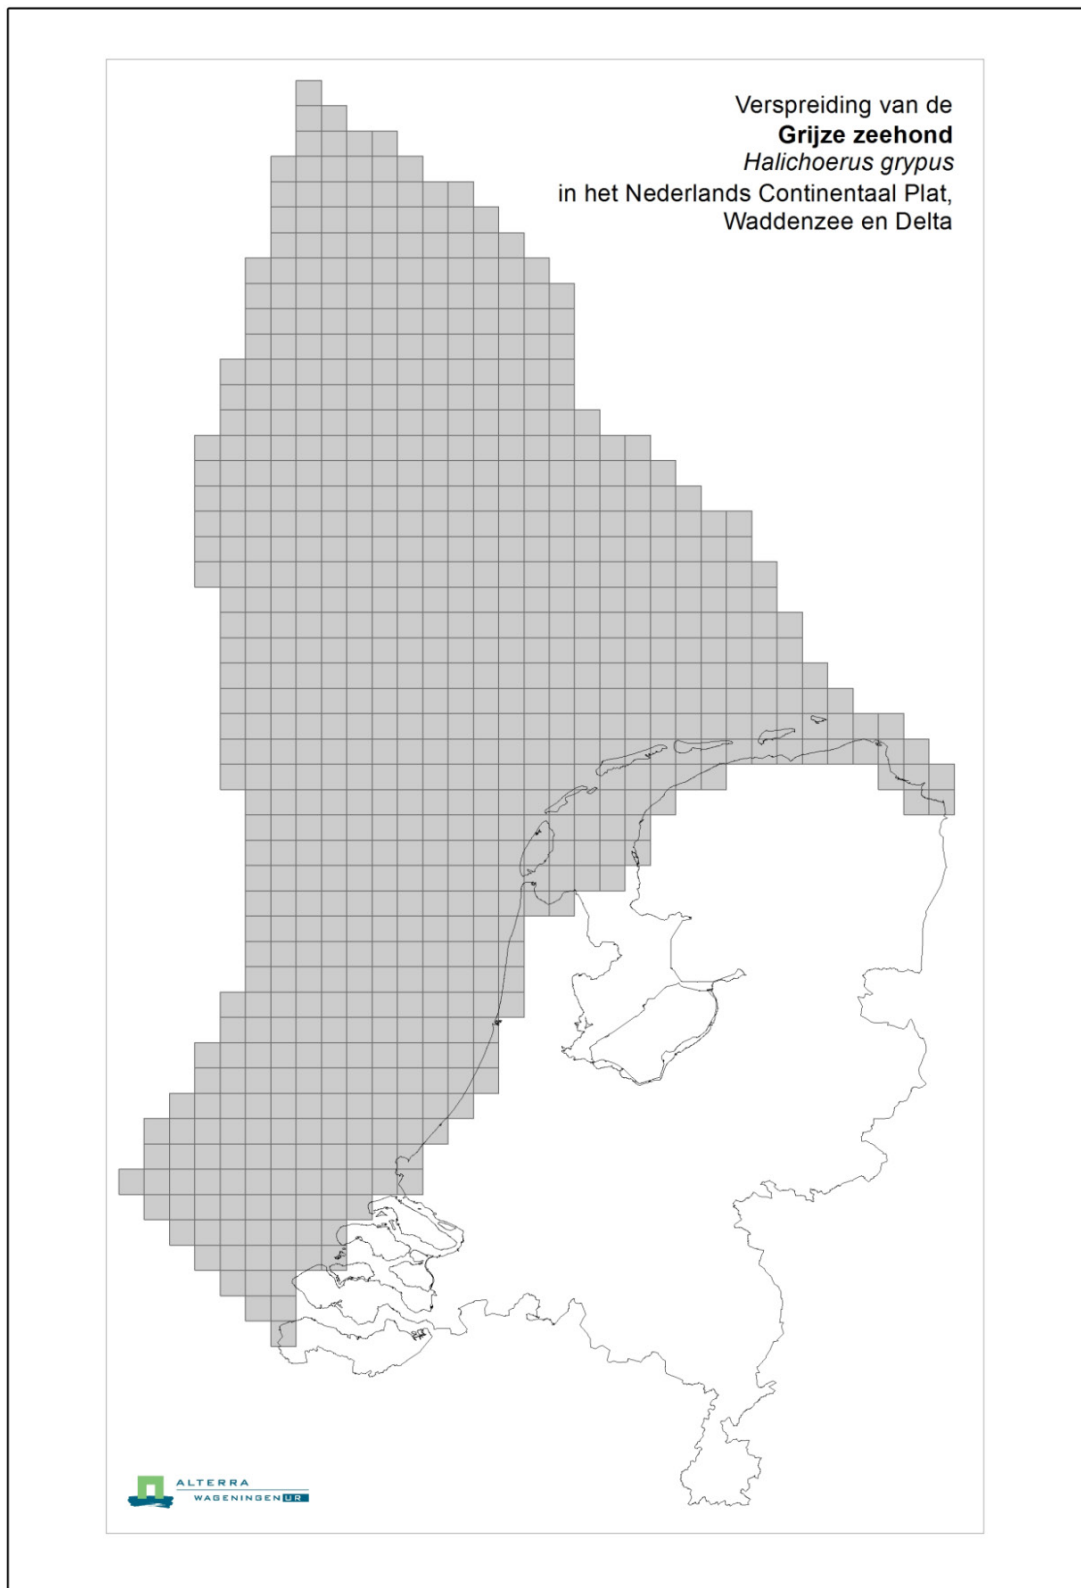 Verspreiding van de
Grijze zeehond
Halichoerus grypus
in het Nederlands Continentaal Plat,
Waddenzee en Delta
ALTERRA
WAGENINGEN UR